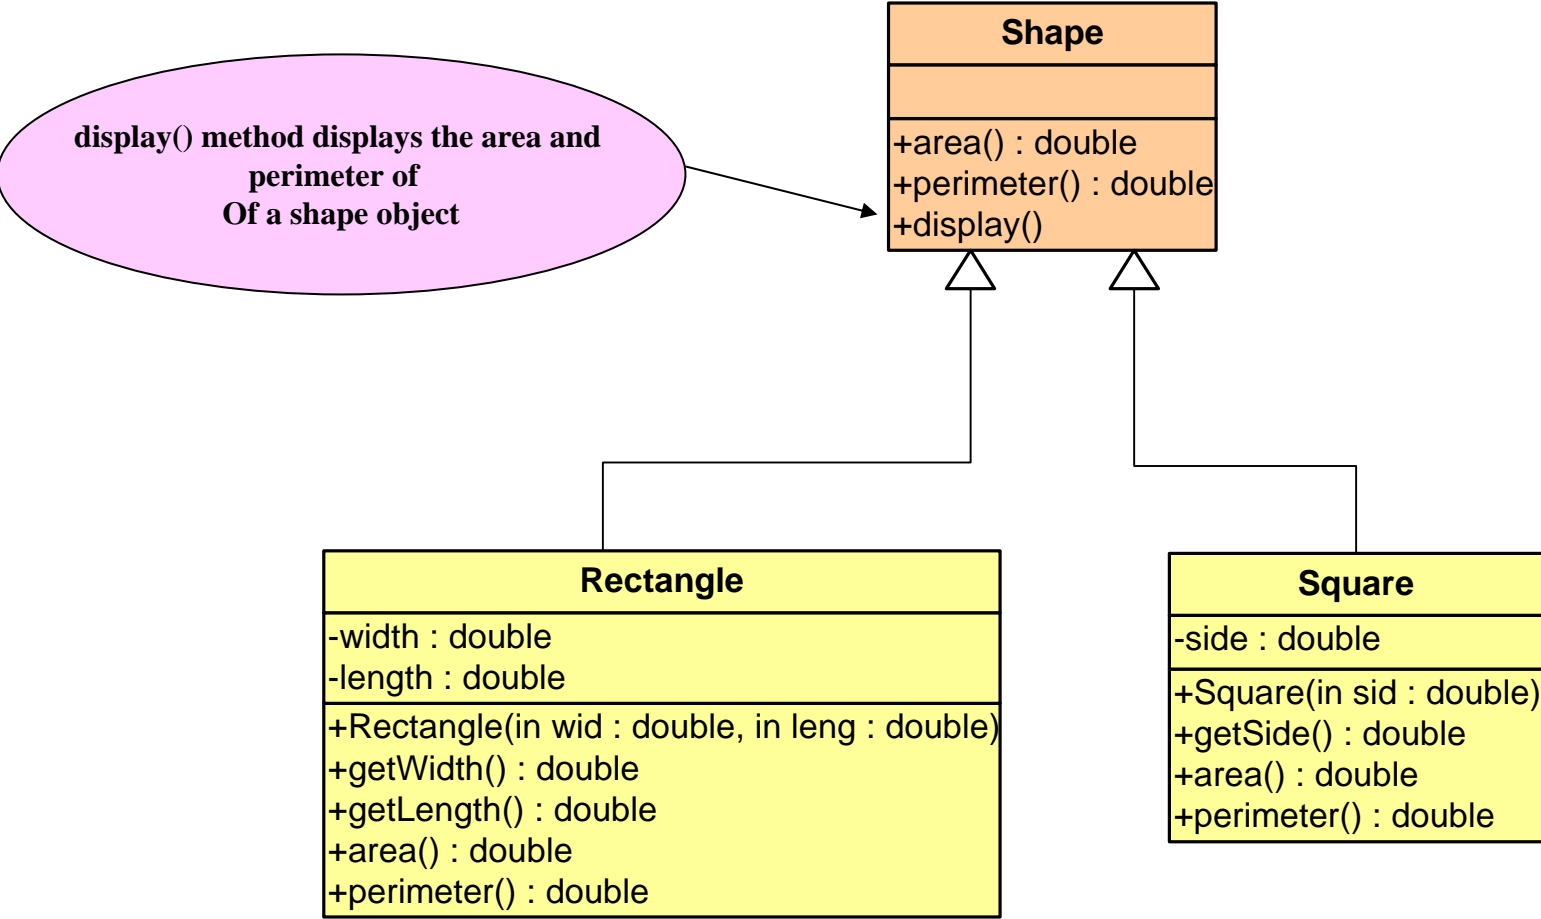 Shape
+area() : double
+perimeter() : double
+display()
display() method displays the area and
perimeter of
Of a shape object
Rectangle
-width : double
-length : double
+Rectangle(in wid : double, in leng : double)
+getWidth() : double
+getLength() : double
+area() : double
+perimeter() : double
Square
-side : double
+Square(in sid : double)
+getSide() : double
+area() : double
+perimeter() : double